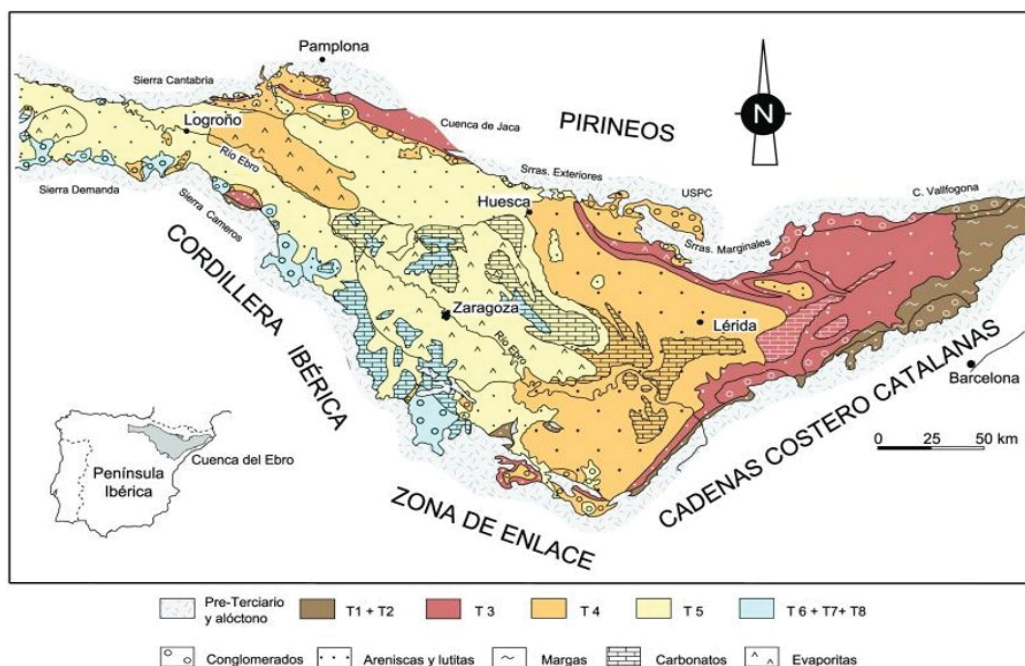 Pamplona
Sierra Cantabria
Logroño
Cuenca de Jaca
PIRINEOS
N
Río Ebro
Srras. Exteriores
USPC
C. Vallfogona
Sierra Demanda
Sierra Cameros
Huesca
Srras. Marginales
CORDILLERA IBÉRICA
Zaragoza
Lérida
Río Ebro
Barcelona
CADENAS COSTERO CATALANAS
0 25 50 km
Península
Ibérica
Cuenca del Ebro
ZONA DE ENLACE
Pre-Terciario
y alóctono
T1 + T2
T 3
T 4
T 5
T 6 + T7+ T8
Conglomerados
Areniscas y lutitas
Margas
Carbonatos
Evaporitas